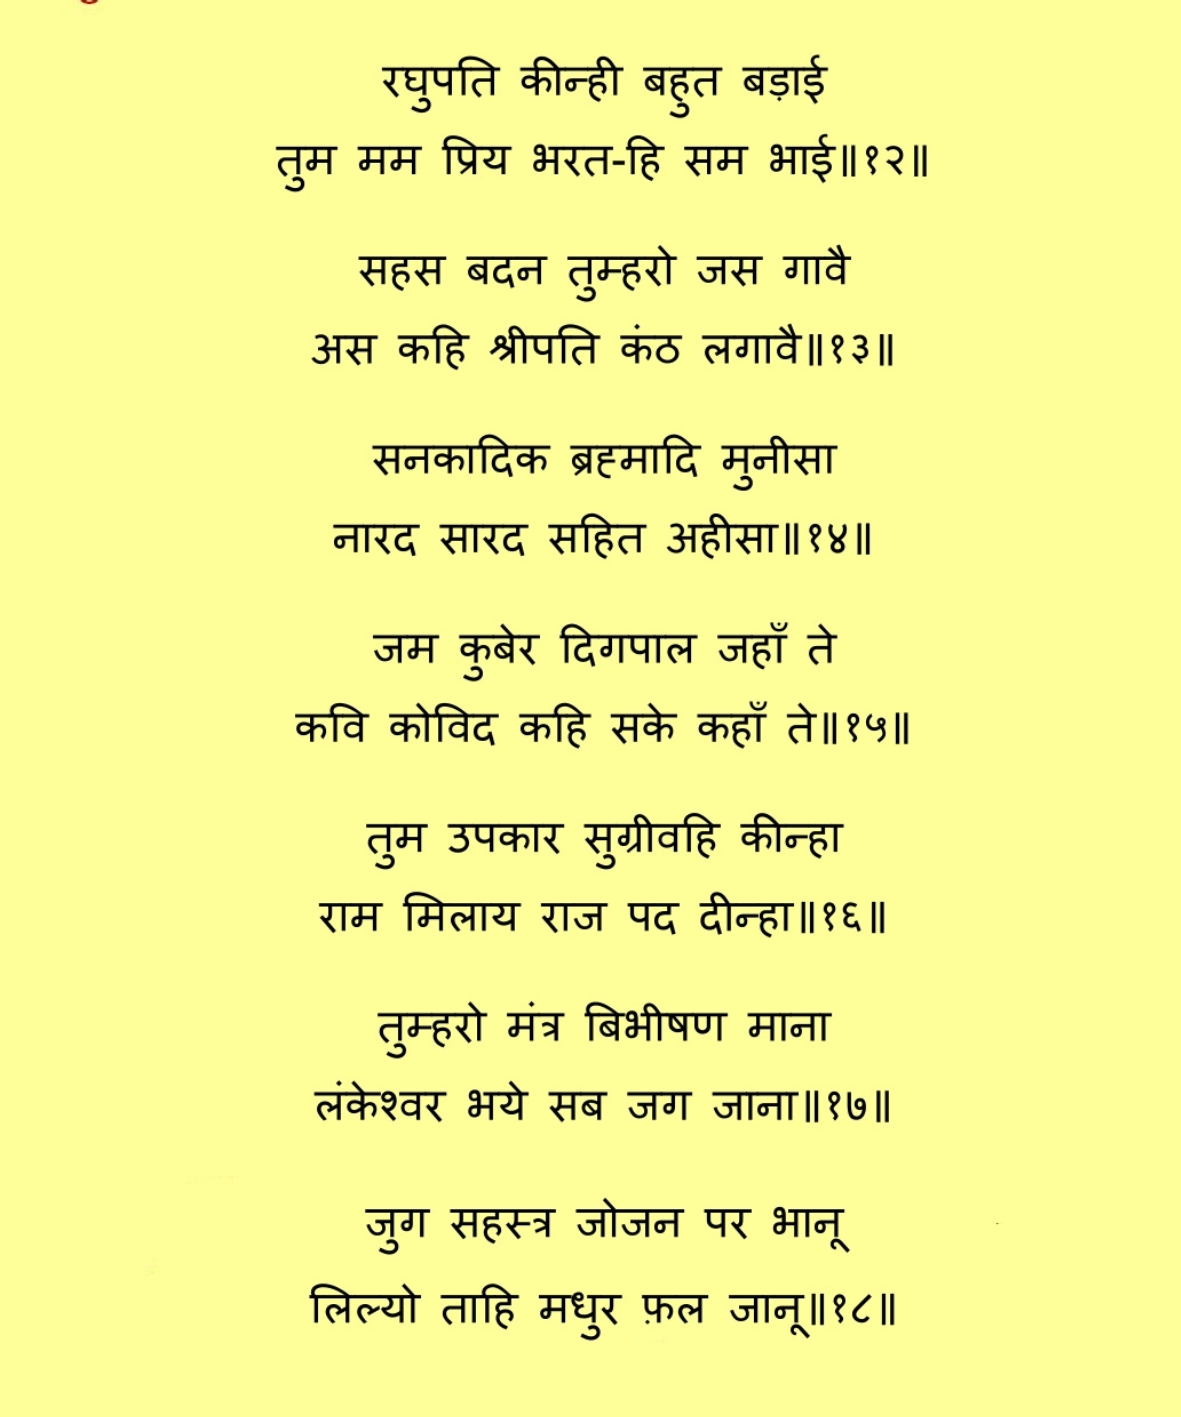 रघुपति कीन्ही बहुत बड़ाई
तुम मम प्रिय भरत-हि सम भाई॥१२॥
सहस बदन तुम्हरो जस गावै
अस कहि श्रीपति कंठ लगावै॥१३॥
सनकादिक ब्रह्मादि मुनीसा
नारद सारद सहित अहीसा॥१४॥
जम कुबेर दिगपाल जहाँ ते
कवि कोविद कहि सके कहाँ ते॥१५॥
तुम उपकार सुग्रीवहि कीन्हा
राम मिलाय राज पद दीन्हा॥१६॥
तुम्हरो मंत्र बिभीषण माना
लंकेश्वर भये सब जग जाना॥१७॥
जुग सहस्त्र जोजन पर भानू
लिल्यो ताहि मधुर फ़ल जानू॥१८॥